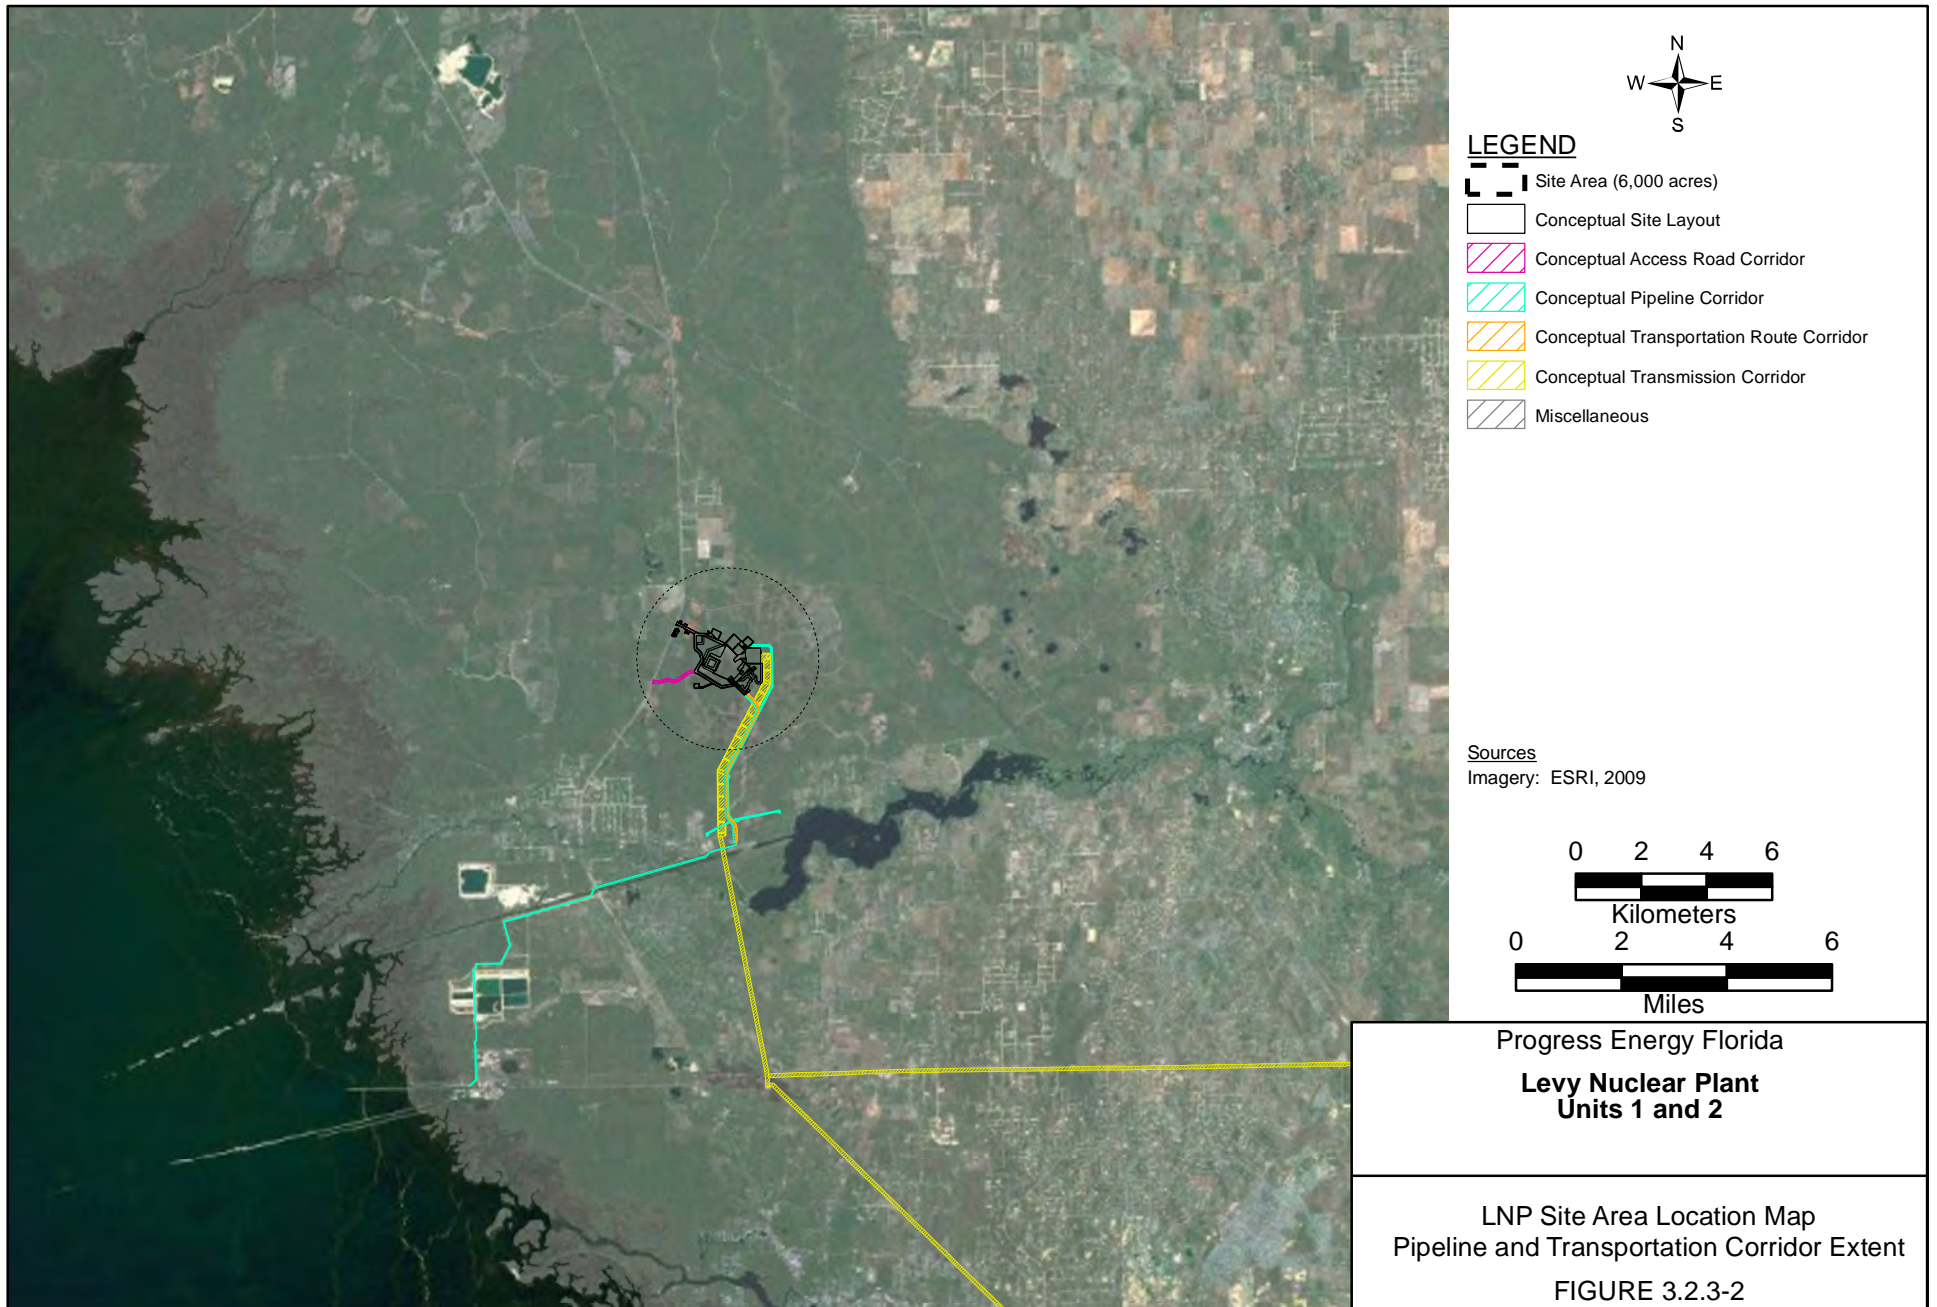 N
W E
S
LEGEND
Site Area (6,000 acres)
Conceptual Site Layout
Conceptual Access Road Corridor
Conceptual Pipeline Corridor
Conceptual Transportation Route Corridor
Conceptual Transmission Corridor
Miscellaneous
Sources
Imagery: ESRI, 2009
0 2 4 6
Kilometers
0 2 4 6
Miles
Progress Energy Florida
Levy Nuclear Plant
Units 1 and 2
LNP Site Area Location Map
Pipeline and Transportation Corridor Extent
FIGURE 3.2.3-2